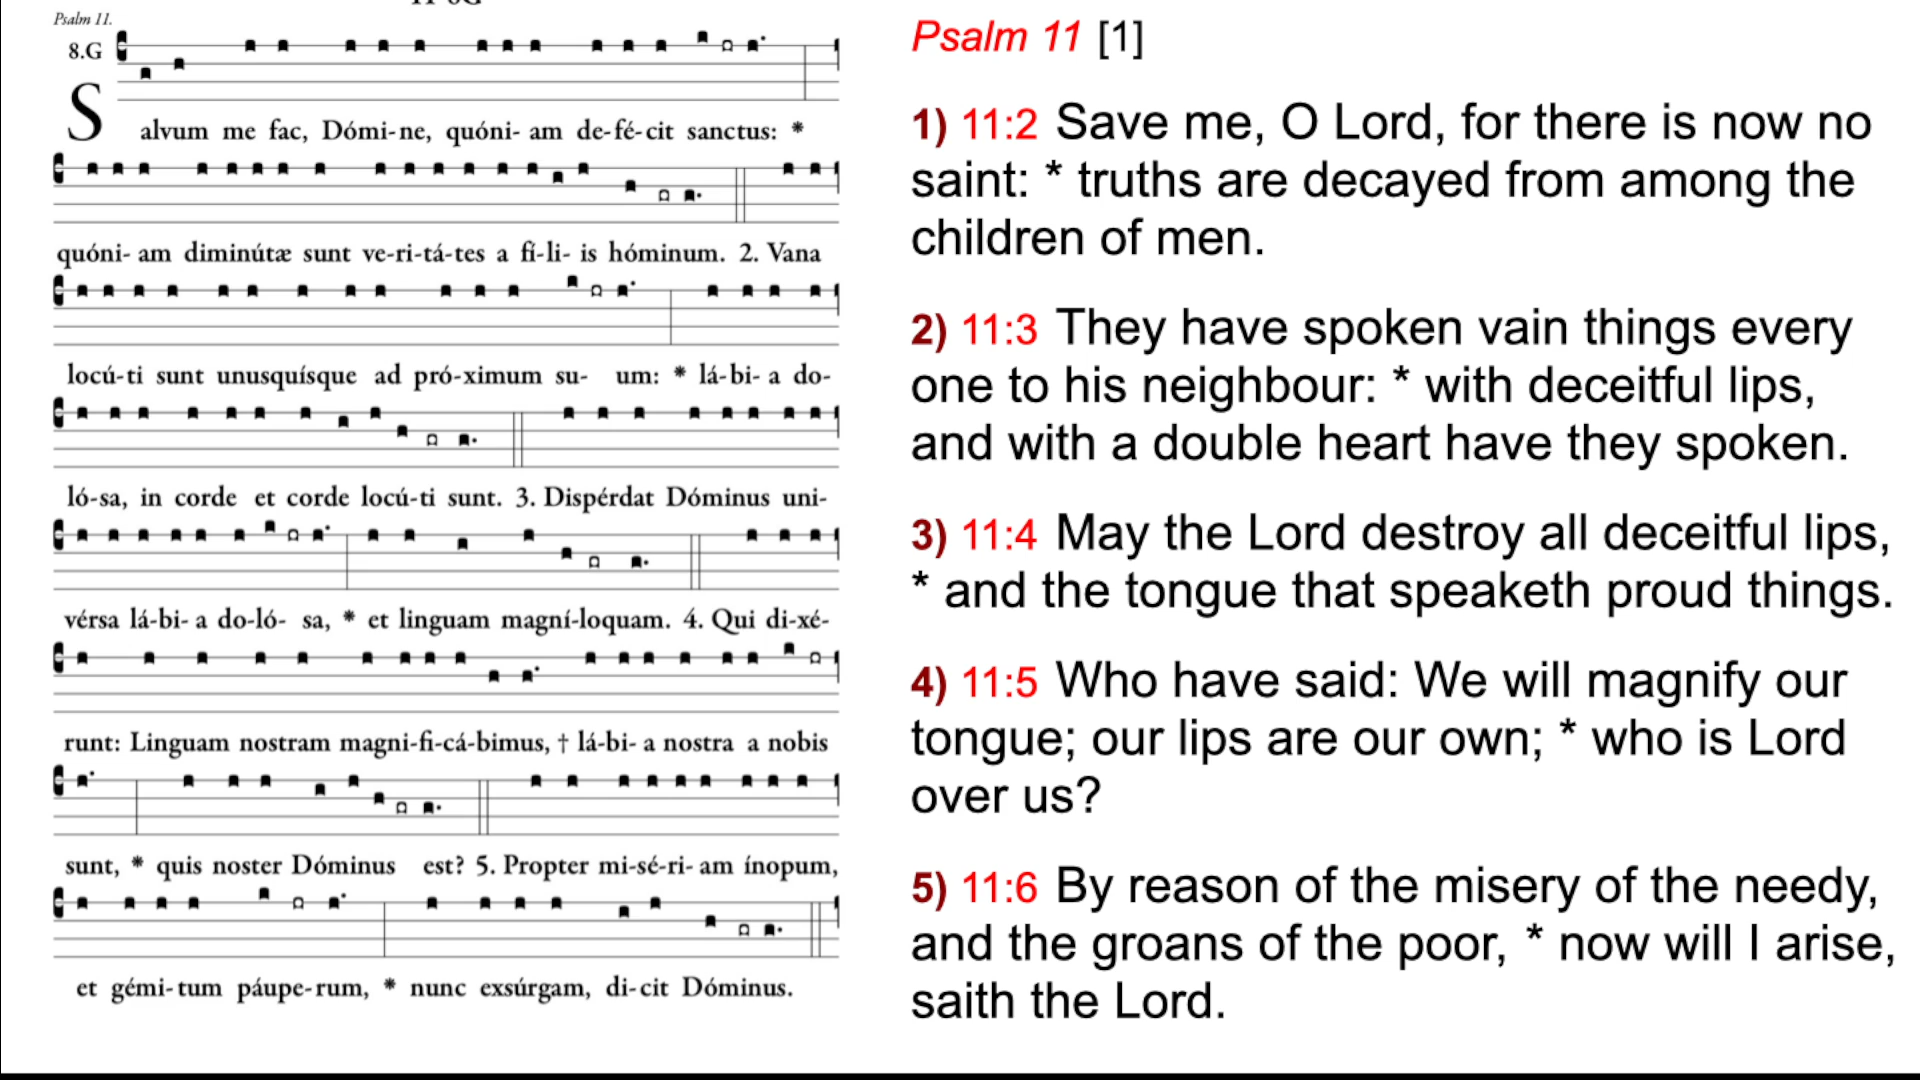 Psalm 11.
8.G
Salvum me fac, Dómi-ne, quóni- am de-fé-cit sanctus: *
quóni- am diminútæ sunt ve-ri-tá-tes a fí-li- is hóminum. 2. Vana
locú-ti sunt unusquísque ad pró-ximum su- um: * lá-bi- a do-
ló-sa, in corde et corde locú-ti sunt. 3. Dispérdat Dóminus uni-
vérsa lá-bi- a do-ló- sa, * et linguam magní-loquam. 4. Qui di-xé-
runt: Linguam nostram magni-fi-cá-bimus, † lá-bi- a nostra a nobis
sunt, * quis noster Dóminus est? 5. Propter mi-sé-ri- am ínopum,
et gémi-tum páupe-rum, * nunc exsúrgam, di-cit Dóminus.
Psalm 11 [1]
1) 11:2 Save me, O Lord, for there is now no
saint: * truths are decayed from among the
children of men.
2) 11:3 They have spoken vain things every
one to his neighbour: * with deceitful lips,
and with a double heart have they spoken.
3) 11:4 May the Lord destroy all deceitful lips,
* and the tongue that speaketh proud things.
4) 11:5 Who have said: We will magnify our
tongue; our lips are our own; * who is Lord
over us?
5) 11:6 By reason of the misery of the needy,
and the groans of the poor, * now will I arise,
saith the Lord.